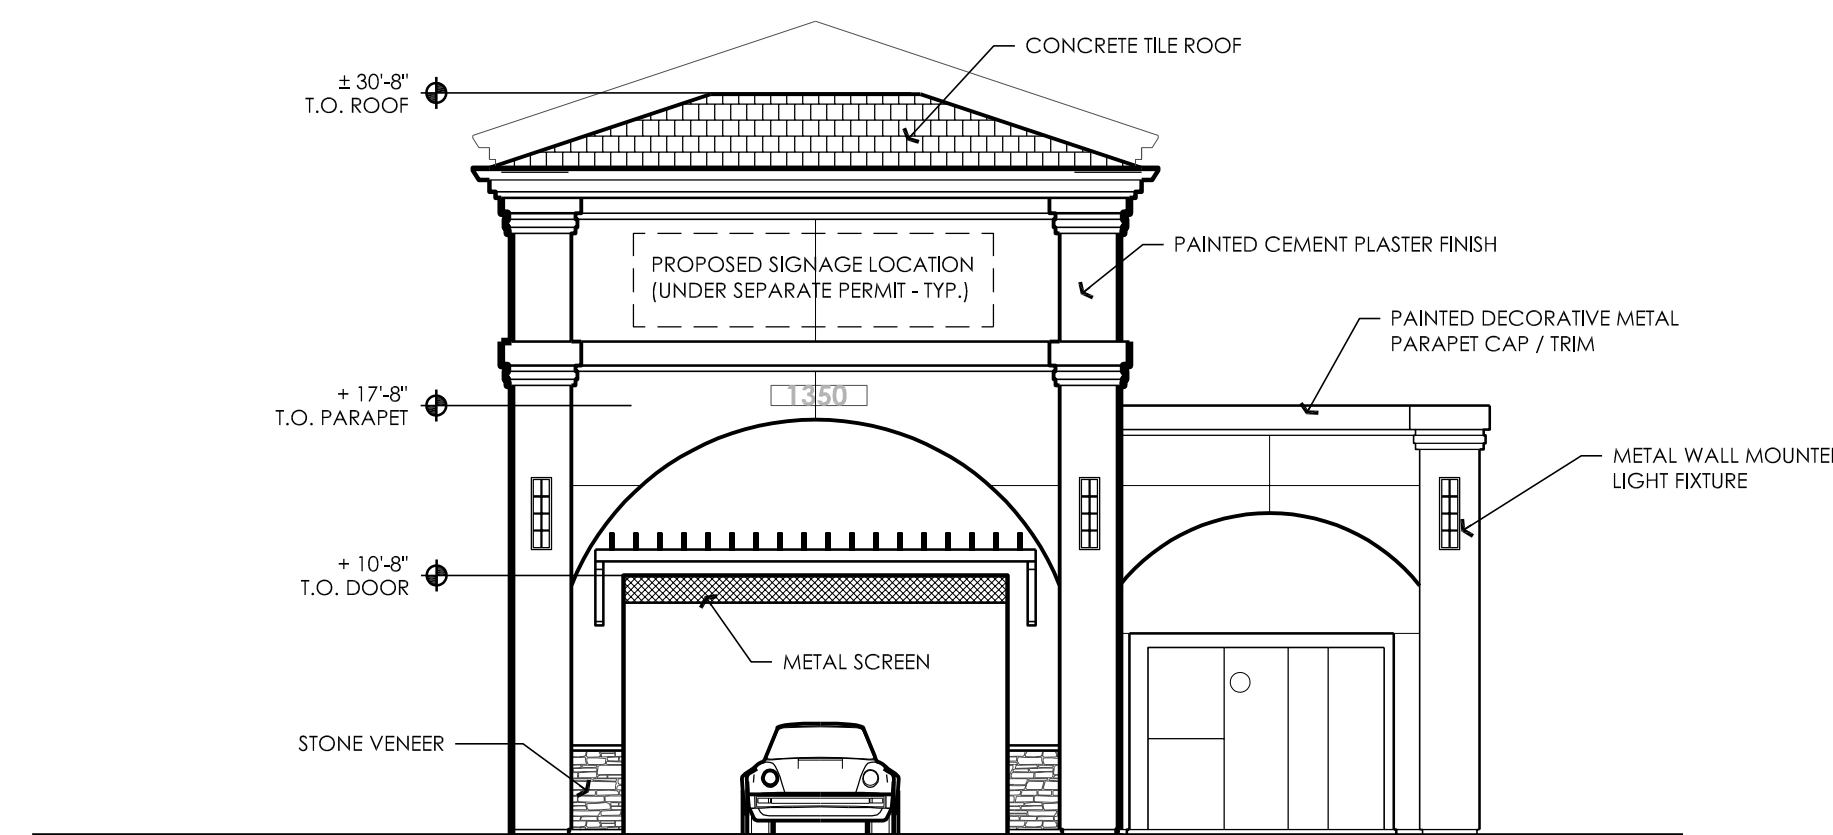 CONCRETE TILE ROOF
± 30'-8"
T.O. ROOF
PAINTED CEMENT PLASTER FINISH
PROPOSED SIGNAGE LOCATION
(UNDER SEPARATE PERMIT - TYP.)
PAINTED DECORATIVE METAL
PARAPET CAP / TRIM
+ 17'-8"
T.O. PARAPET
1350
METAL WALL MOUNTE
LIGHT FIXTURE
+ 10'-8"
T.O. DOOR
METAL SCREEN
STONE VENEER